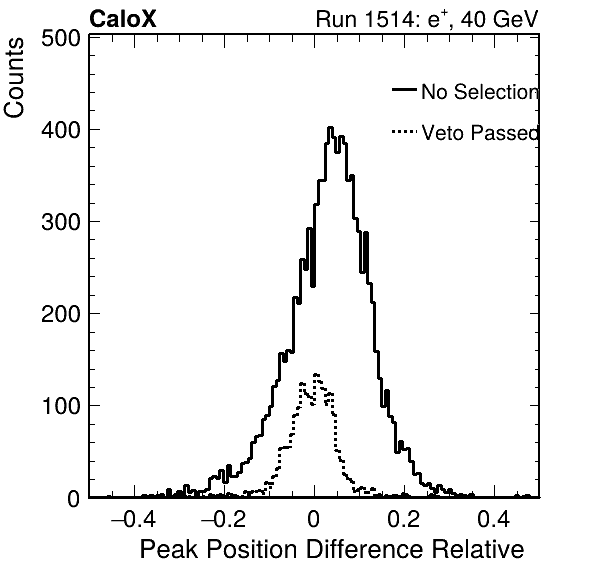 CaloX Run 1514: e⁺, 40 GeV
Counts
500
400
300
200
100
0
No Selection
Veto Passed
−0.4 −0.2 0 0.2 0.4
Peak Position Difference Relative